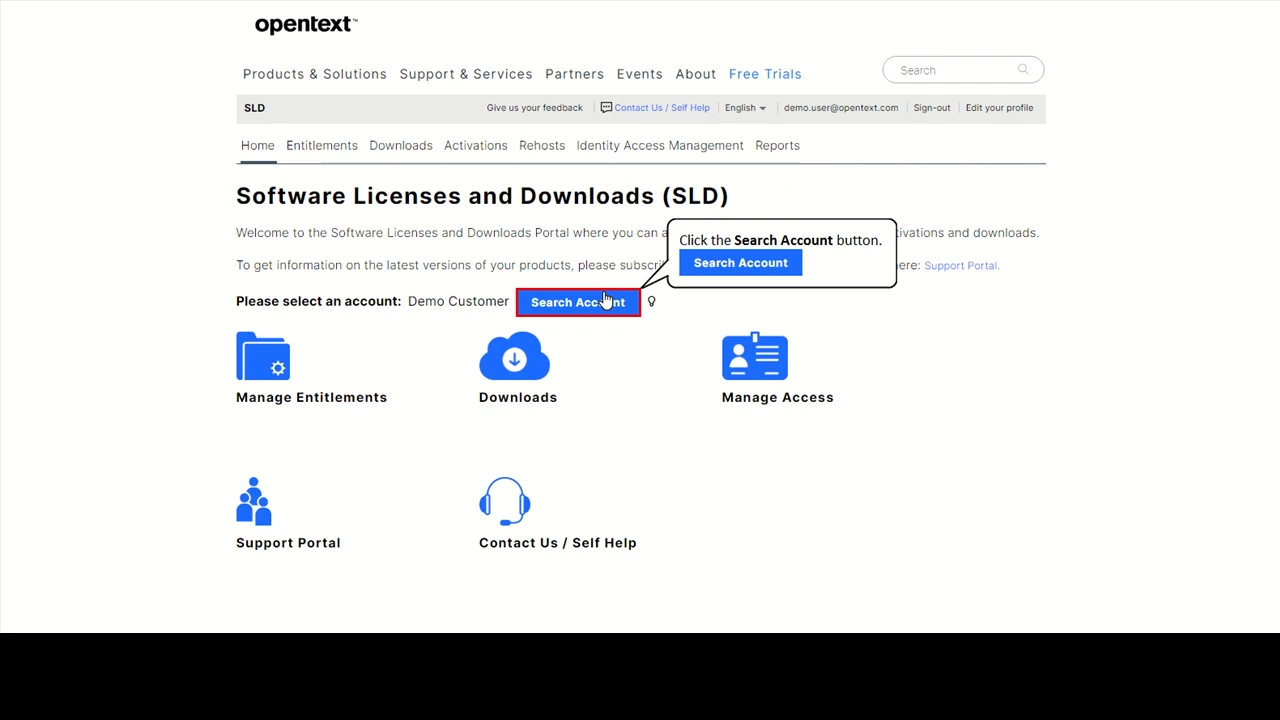 opentext™
Products & Solutions Support & Services Partners Events About Free Trials Search
SLD Give us your feedback Contact Us / Self Help English demo.user@opentext.com Sign-out Edit your profile
Home Entitlements Downloads Activations Rehosts Identity Access Management Reports
Software Licenses and Downloads (SLD)
Welcome to the Software Licenses and Downloads Portal where you can and downloads.
Click the Search Account button.
Search Account
To get information on the latest versions of your products, please Support Portal.
Please select an account: Demo Customer Search Account
Manage Entitlements Downloads Manage Access
Support Portal Contact Us / Self Help